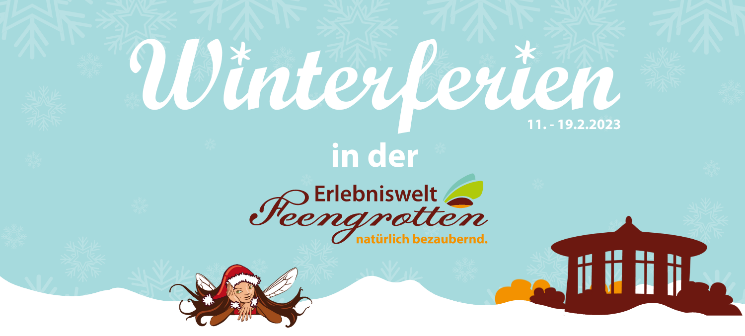 Winterferien
11. - 19.2.2023
in der
Erlebniswelt
Feengrotten
natürlich bezaubernd.